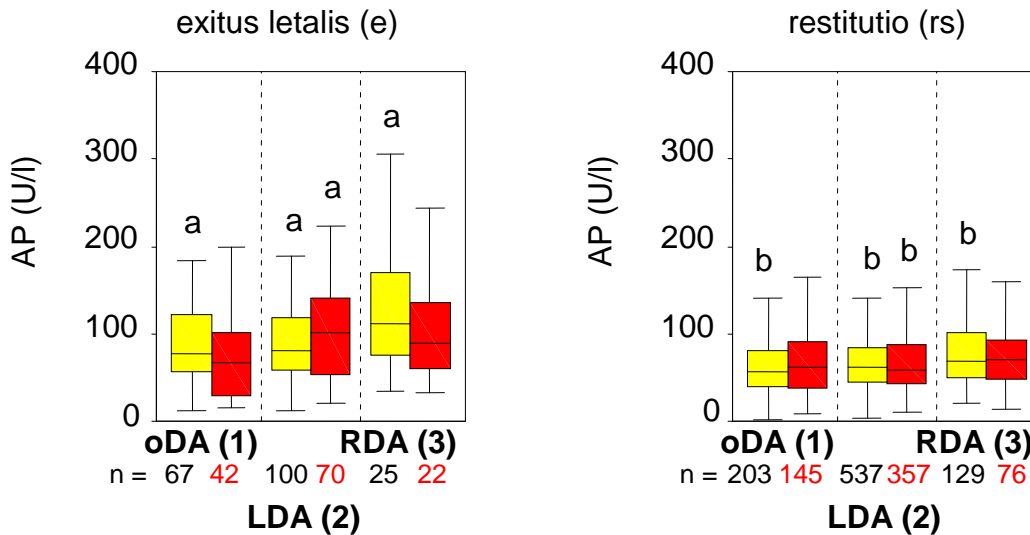 exitus letalis (e)
AP (U/l)
400
300
200
100
0
a
a
a
a
oDA (1) RDA (3)
n = 67 42 100 70 25 22
LDA (2)
restitutio (rs)
AP (U/l)
400
300
200
100
0
b
b
b
b
oDA (1) RDA (3)
n = 203 145 537 357 129 76
LDA (2)